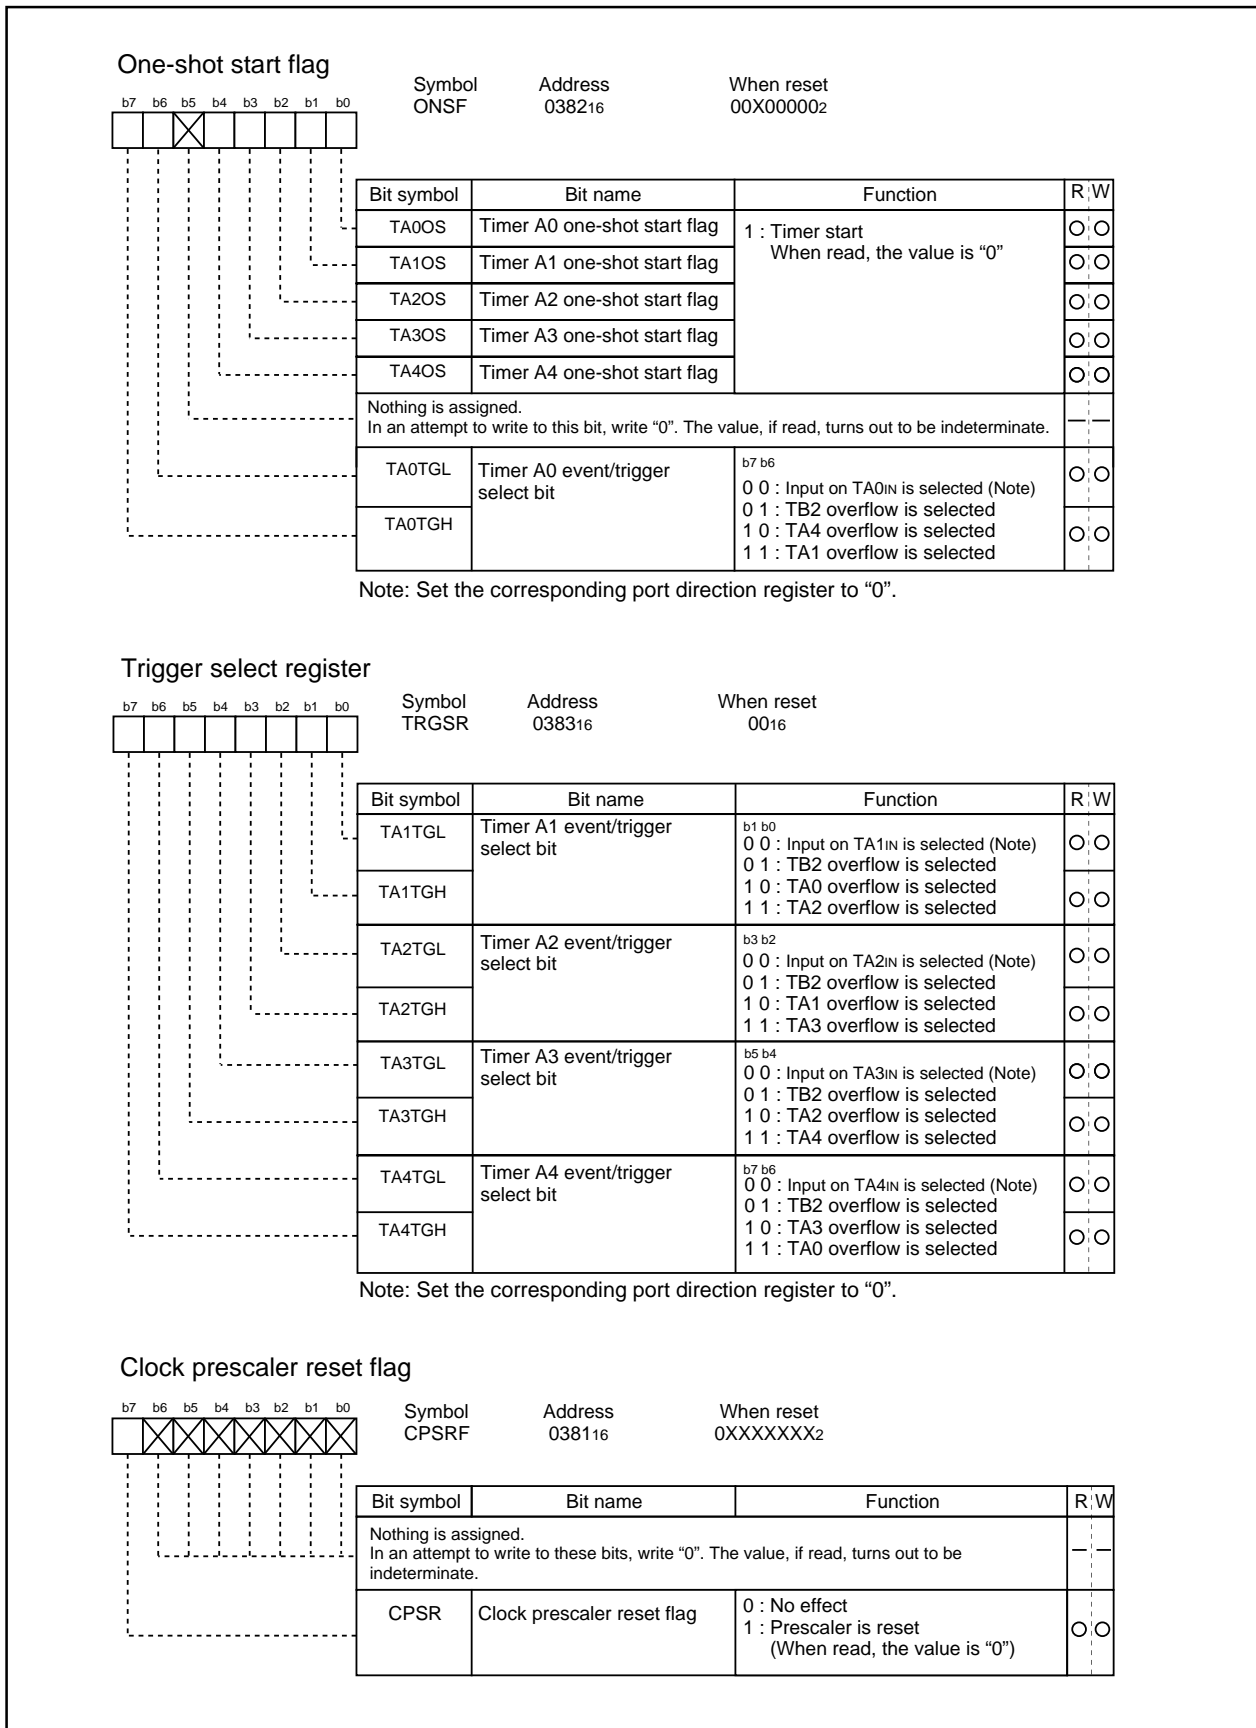 One-shot start flag
Symbol Address When reset
ONSF 038216 00X000002
b7 b6 b5 b4 b3 b2 b1 b0
Bit symbol Bit name Function R W
TA0OS Timer A0 one-shot start flag 1 : Timer start
When read, the value is “0”
TA1OS Timer A1 one-shot start flag
TA2OS Timer A2 one-shot start flag
TA3OS Timer A3 one-shot start flag
TA4OS Timer A4 one-shot start flag
Nothing is assigned.
In an attempt to write to this bit, write “0”. The value, if read, turns out to be indeterminate.
TA0TGL Timer A0 event/trigger
select bit
TA0TGH
b7 b6
0 0 : Input on TA0IN is selected (Note)
0 1 : TB2 overflow is selected
1 0 : TA4 overflow is selected
1 1 : TA1 overflow is selected
Note: Set the corresponding port direction register to “0”.
Trigger select register
Symbol Address When reset
TRGSR 038316 0016
b7 b6 b5 b4 b3 b2 b1 b0
Bit symbol Bit name Function R W
TA1TGL Timer A1 event/trigger
select bit
TA1TGH
b1 b0
0 0 : Input on TA1IN is selected (Note)
0 1 : TB2 overflow is selected
1 0 : TA0 overflow is selected
1 1 : TA2 overflow is selected
TA2TGL Timer A2 event/trigger
select bit
TA2TGH
b3 b2
0 0 : Input on TA2IN is selected (Note)
0 1 : TB2 overflow is selected
1 0 : TA1 overflow is selected
1 1 : TA3 overflow is selected
TA3TGL Timer A3 event/trigger
select bit
TA3TGH
b5 b4
0 0 : Input on TA3IN is selected (Note)
0 1 : TB2 overflow is selected
1 0 : TA2 overflow is selected
1 1 : TA4 overflow is selected
TA4TGL Timer A4 event/trigger
select bit
TA4TGH
b7 b6
0 0 : Input on TA4IN is selected (Note)
0 1 : TB2 overflow is selected
1 0 : TA3 overflow is selected
1 1 : TA0 overflow is selected
Note: Set the corresponding port direction register to “0”.
Clock prescaler reset flag
Symbol Address When reset
CPSRF 038116 0XXXXXXX2
b7 b6 b5 b4 b3 b2 b1 b0
Bit symbol Bit name Function R W
Nothing is assigned.
In an attempt to write to these bits, write “0”. The value, if read, turns out to be
indeterminate.
CPSR Clock prescaler reset flag 0 : No effect
1 : Prescaler is reset
(When read, the value is “0”)